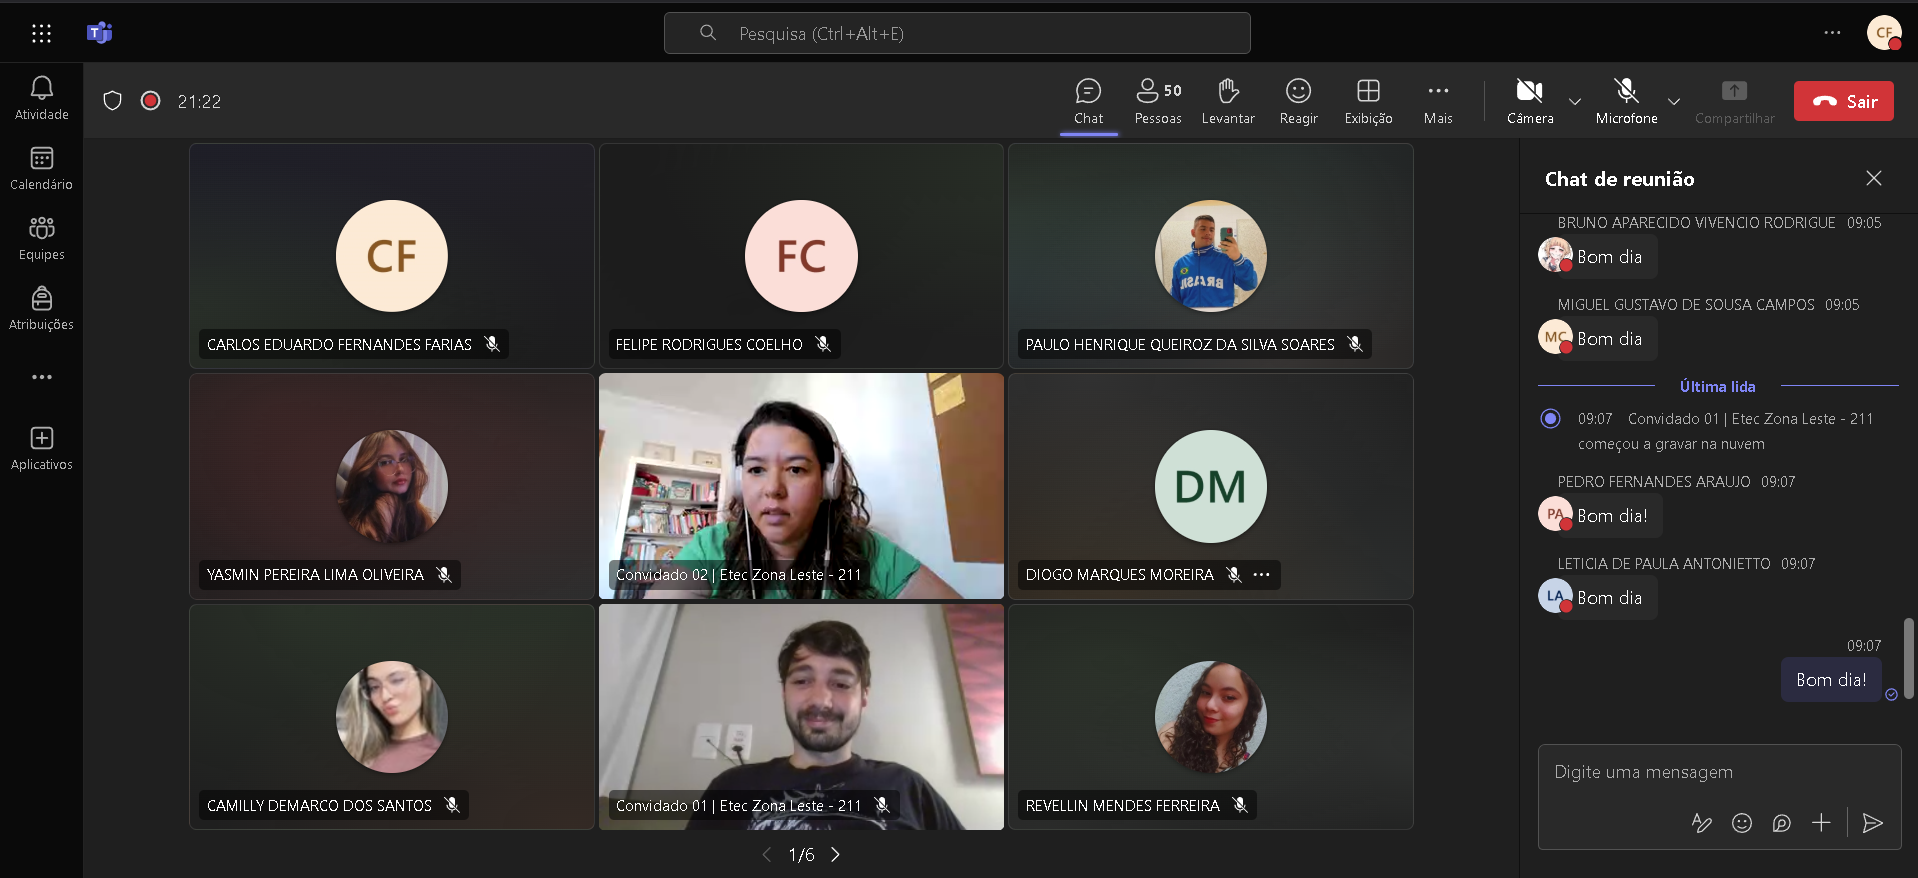 Pesquisa (Ctrl+Alt+E)
CF
Atividade
Calendário
Equipes
Atribuições
Aplicativos
21:22
Chat
50
Pessoas
Levantar
Reagir
Exibição
Mais
Câmera
Microfone
Compartilhar
Sair
CF
CARLOS EDUARDO FERNANDES FARIAS
FC
FELIPE RODRIGUES COELHO
BRASIL
PAULO HENRIQUE QUEIROZ DA SILVA SOARES
YASMIN PEREIRA LIMA OLIVEIRA
Convidado 02 | Etec Zona Leste - 211
DM
DIOGO MARQUES MOREIRA
CAMILLY DEMARCO DOS SANTOS
Convidado 01 | Etec Zona Leste - 211
REVELLIN MENDES FERREIRA
1/6
Chat de reunião
BRUNO APARECIDO VIVENCIO RODRIGUE 09:05
Bom dia
MIGUEL GUSTAVO DE SOUSA CAMPOS 09:05
MC
Bom dia
Última lida
09:07 Convidado 01 | Etec Zona Leste - 211
começou a gravar na nuvem
PEDRO FERNANDES ARAUJO 09:07
PA
Bom dia!
LETICIA DE PAULA ANTONIETTO 09:07
LA
Bom dia
09:07
Bom dia!
Digite uma mensagem